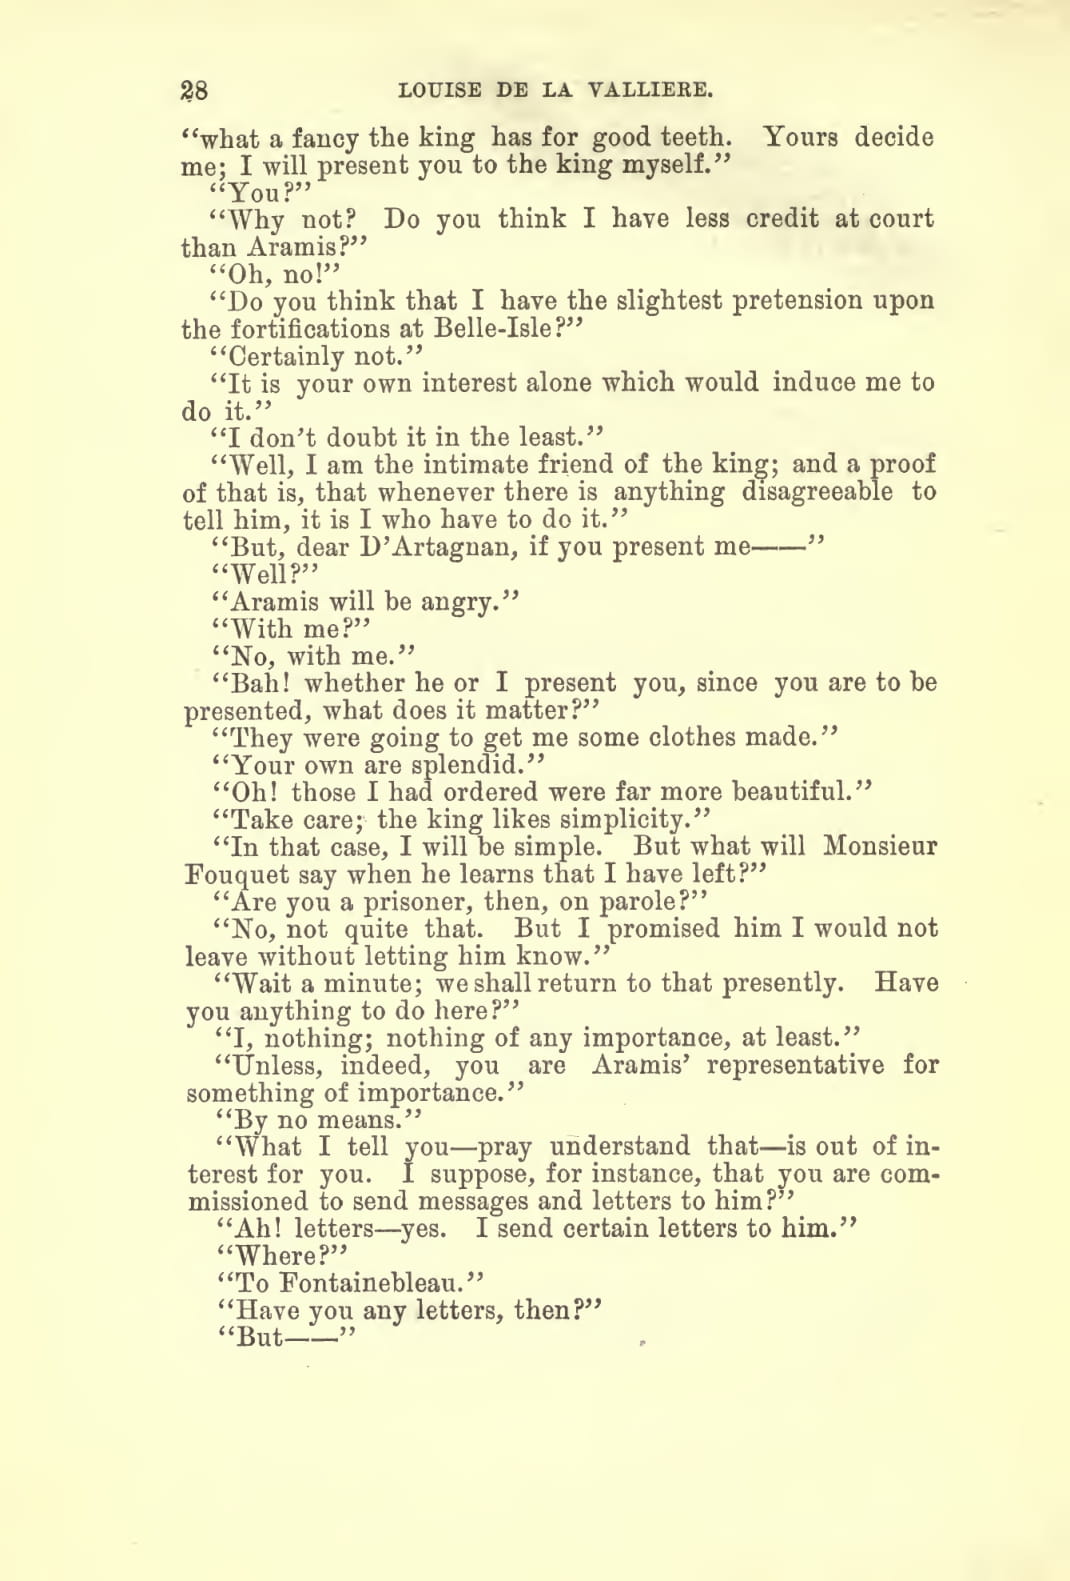 28 LOUISE DE LA VALLIERE.
“what a fancy the king has for good teeth. Yours decide
me; I will present you to the king myself.”
“You?”
“Why not? Do you think I have less credit at court
than Aramis?”
“Oh, no!”
“Do you think that I have the slightest pretension upon
the fortifications at Belle-Isle?”
“Certainly not.”
“It is your own interest alone which would induce me to
do it.”
“I don’t doubt it in the least.”
“Well, I am the intimate friend of the king; and a proof
of that is, that whenever there is anything disagreeable to
tell him, it is I who have to do it.”
“But, dear D’Artagnan, if you present me——”
“Well?”
“Aramis will be angry.”
“With me?”
“No, with me.”
“Bah! whether he or I present you, since you are to be
presented, what does it matter?”
“They were going to get me some clothes made.”
“Your own are splendid.”
“Oh! those I had ordered were far more beautiful.”
“Take care; the king likes simplicity.”
“In that case, I will be simple. But what will Monsieur
Fouquet say when he learns that I have left?”
“Are you a prisoner, then, on parole?”
“No, not quite that. But I promised him I would not
leave without letting him know.”
“Wait a minute; we shall return to that presently. Have
you anything to do here?”
“I, nothing; nothing of any importance, at least.”
“Unless, indeed, you are Aramis’ representative for
something of importance.”
“By no means.”
“What I tell you—pray understand that—is out of in-
terest for you. I suppose, for instance, that you are com-
missioned to send messages and letters to him?”
“Ah! letters—yes. I send certain letters to him.”
“Where?”
“To Fontainebleau.”
“Have you any letters, then?”
“But——”